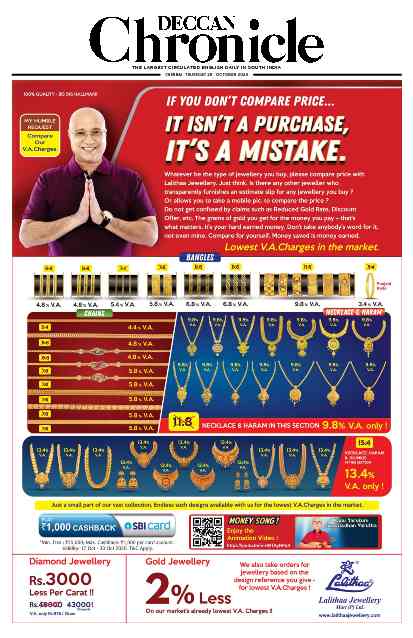 DECCAN
Chronicle
THE LARGEST CIRCULATED ENGLISH DAILY IN SOUTH INDIA
100% QUALITY - BIS 916 HALLMARK
MY HUMBLE
REQUEST
Compare
Our
V.A.Charges
IF YOU DON'T COMPARE PRICE...
IT ISN'T A PURCHASE,
IT'S A MISTAKE.
Whatever be the type of jewellery you buy, please compare price with
Lalithaa Jewellery. Just think. Is there any other jeweller who
transparently furnishes an estimate slip for any jewellery you buy ?
Or allows you to take a mobile pic. to compare the price ?
Do not get confused by claims such as Reduced Gold Rate, Discount
Offer, etc. The grams of gold you get for the money you pay - that's
what matters. It's your hard earned money. Don't take anybody's word for it,
not even mine. Compare for yourself. Money saved is money earned.
Lowest V.A.Charges in the market.
BANGLES
4.8% V.A. 4.8% V.A. 5.4% V.A. 5.8% V.A. 6.8% V.A. 6.8% V.A. 9.8% V.A. 3.4% V.A.
CHAINS
NECKLACE & HARAM
4.4% V.A.
4.8% V.A.
4.8% V.A.
5.8% V.A.
5.8% V.A.
5.8% V.A.
5.8% V.A.
11.8
NECKLACE & HARAM IN THIS SECTION 9.8% V.A. only !
15.4
NECKLACE, HARAM
IN THIS SECTION
13.4%
V.A. only !
Just a small part of our vast collection. Endless such designs available with us for the lowest V.A.Charges in the market.
₹1,000 CASHBACK
SBI card
MONEY SONG !
Enjoy the
Animation Video !
Diamond Jewellery
Rs.3000
Less Per Carat !!
Gold Jewellery
2% Less
On our market's already lowest V.A. Charges !!
We also take orders for
jewellery based on the
design reference you give -
for lowest V.A.Charges !
Lalithaa
Lalithaa Jewellery
Mart (P) Ltd.
www.lalithaajewellery.com